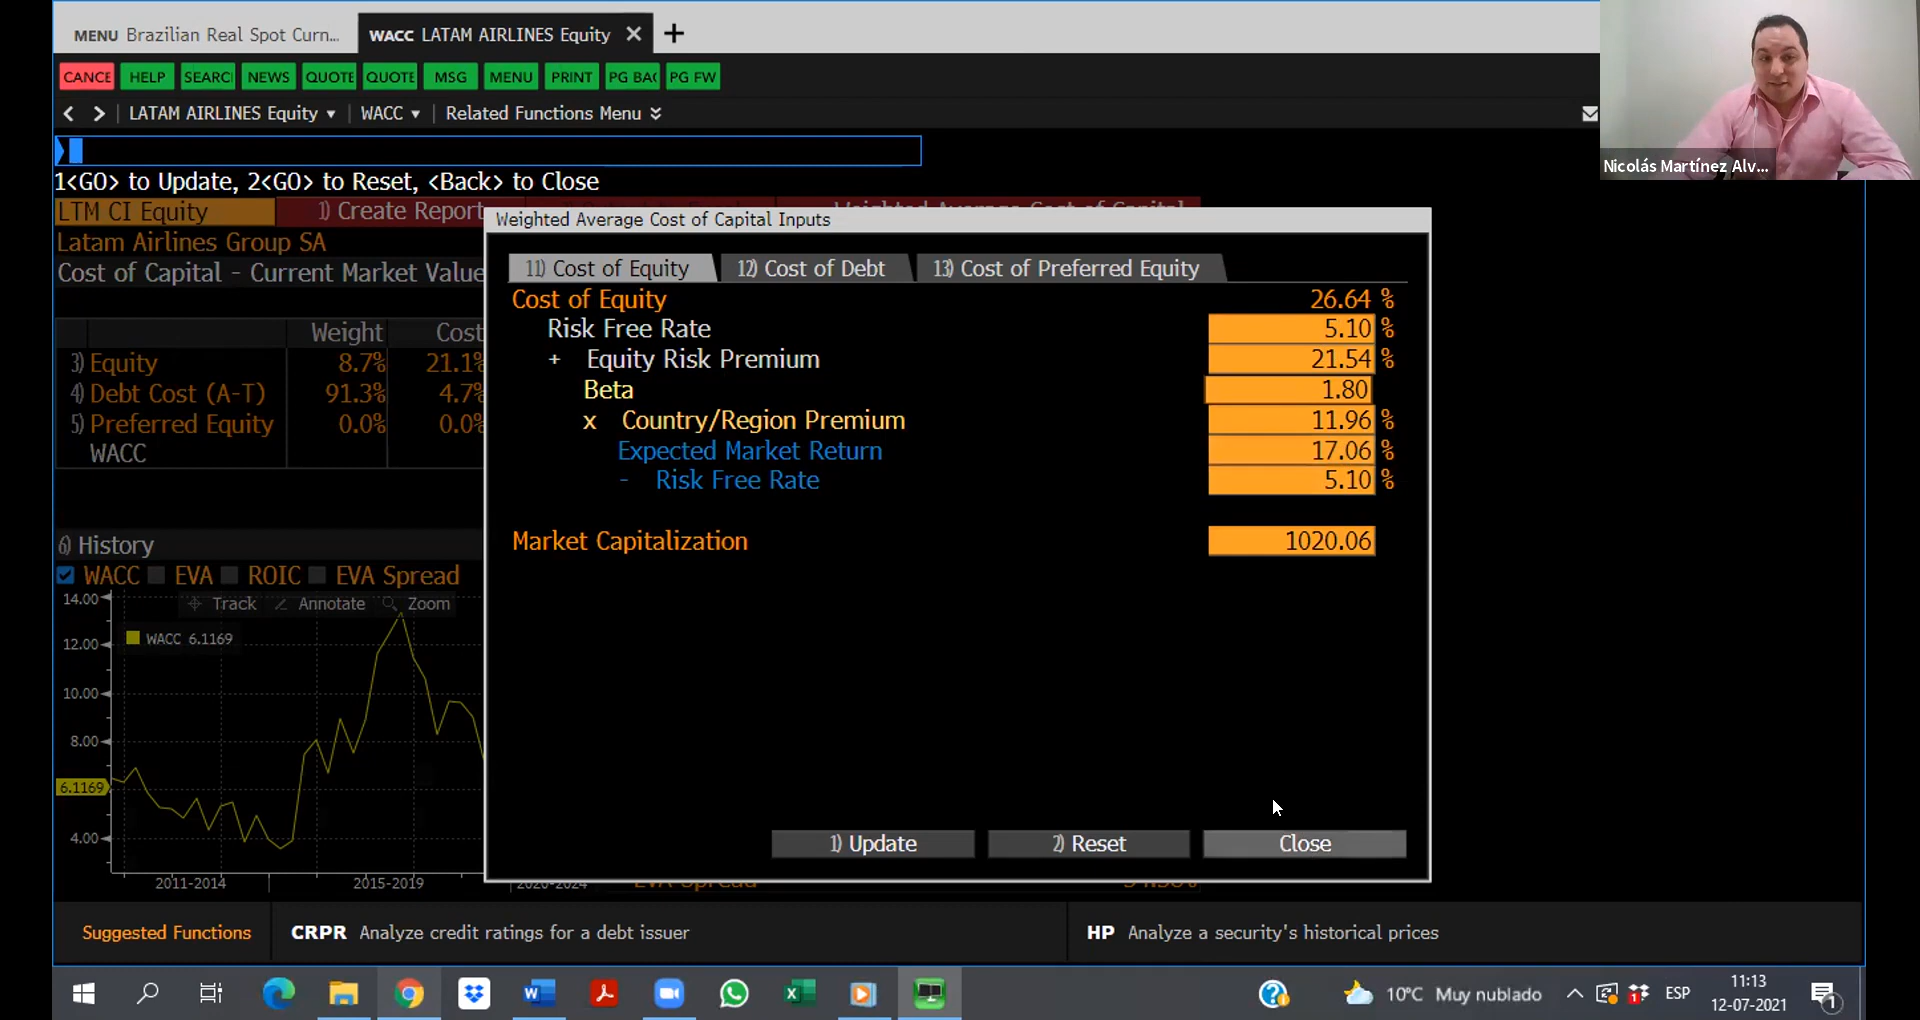 MENU Brazilian Real Spot Curn...
WACC LATAM AIRLINES Equity
CANCE HELP SEARC NEWS QUOTE QUOTE MSG MENU PRINT PG BAC PG FW
LATAM AIRLINES Equity WACC Related Functions Menu
Nicolás Martínez Alv...
1<GO> to Update, 2<GO> to Reset, <Back> to Close
LTM CI Equity 1) Create Report
Latam Airlines Group SA
Cost of Capital - Current Market Value
Weight Cost
3) Equity 8.7% 21.1%
4) Debt Cost (A-T) 91.3% 4.7%
5) Preferred Equity 0.0% 0.0%
WACC
6) History
WACC EVA ROIC EVA Spread
Track Annotate Zoom
WACC 6.1169
14.00
12.00
10.00
8.00
6.1169
4.00
2011-2014 2015-2019 2020-2024
Weighted Average Cost of Capital Inputs
11) Cost of Equity 12) Cost of Debt 13) Cost of Preferred Equity
Cost of Equity 26.64 %
Risk Free Rate 5.10 %
+ Equity Risk Premium 21.54 %
Beta 1.80
x Country/Region Premium 11.96 %
Expected Market Return 17.06 %
- Risk Free Rate 5.10 %
Market Capitalization 1020.06
1) Update 2) Reset Close
EVA Spread
Suggested Functions CRPR Analyze credit ratings for a debt issuer HP Analyze a security's historical prices
10°C Muy nublado ESP 11:13
12-07-2021
1
1